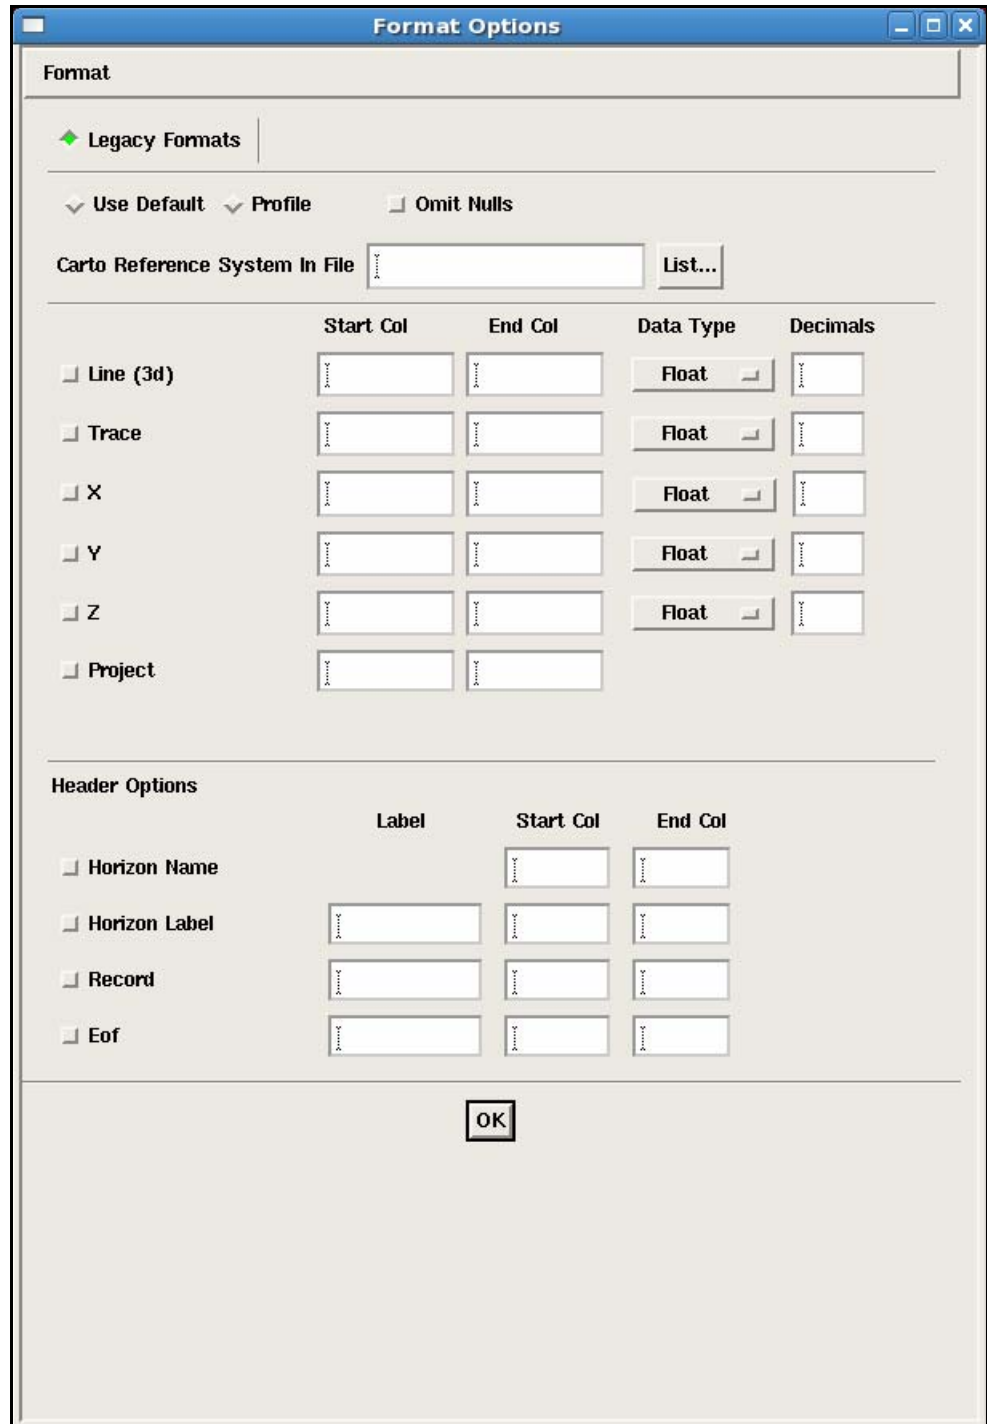 Format Options
Format
Legacy Formats
Use Default Profile Omit Nulls
Carto Reference System In File List...
Start Col End Col Data Type Decimals
Line (3d) Float
Trace Float
X Float
Y Float
Z Float
Project
Header Options
Label Start Col End Col
Horizon Name
Horizon Label
Record
Eof
OK